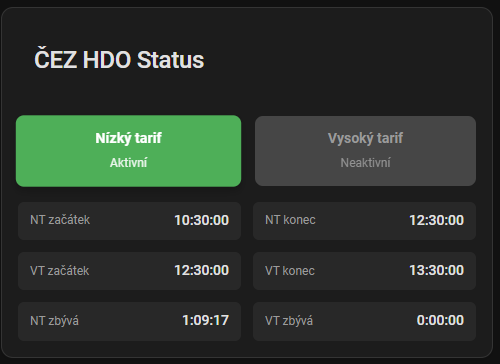 ČEZ HDO Status
Nízký tarif
Aktivní
Vysoký tarif
Neaktivní
NT začátek 10:30:00
NT konec 12:30:00
VT začátek 12:30:00
VT konec 13:30:00
NT zbývá 1:09:17
VT zbývá 0:00:00